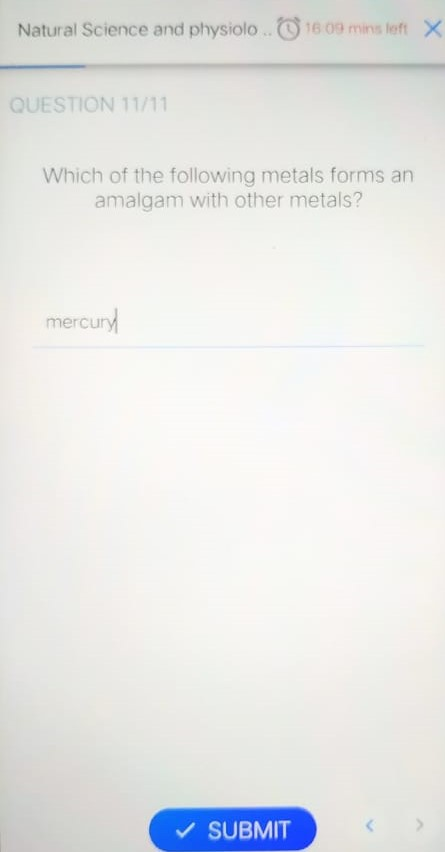 Natural Science and physiolo .. 16:09 mins left
QUESTION 11/11
Which of the following metals forms an
amalgam with other metals?
mercury
SUBMIT